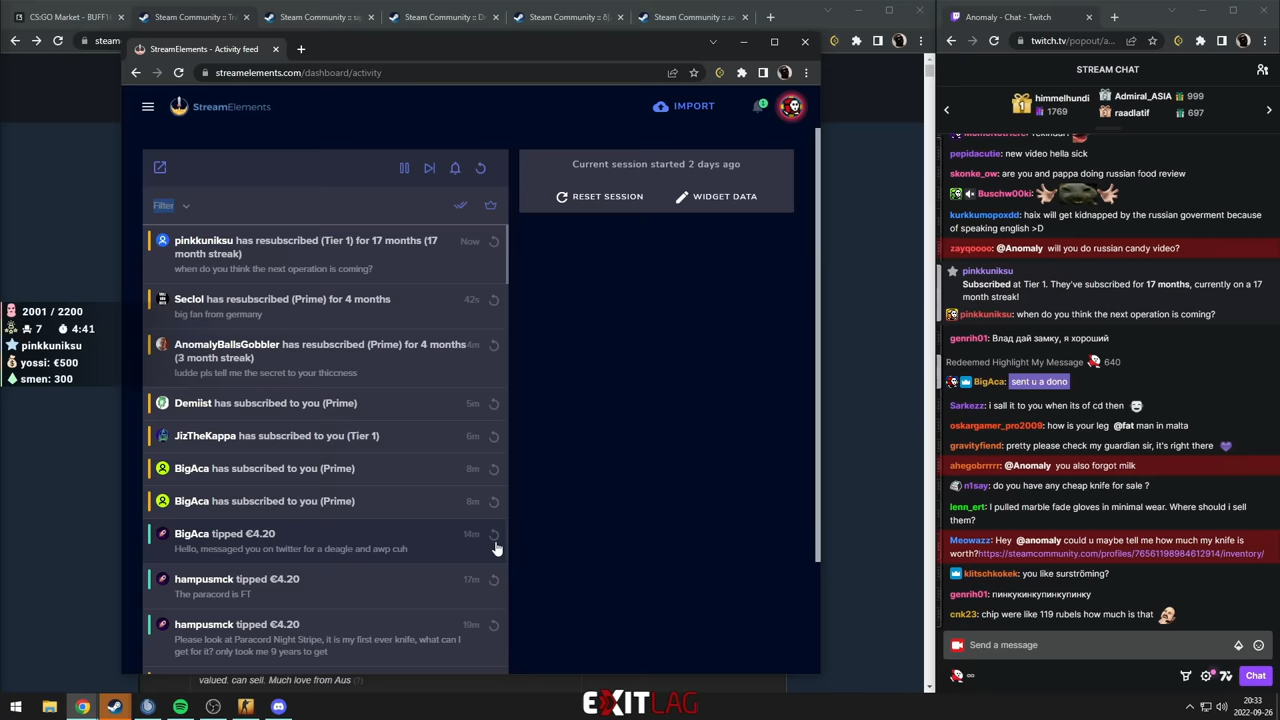 CS:GO Market - BUFF1
Steam Community :: Tr
Steam Community :: sij
Steam Community :: D
Steam Community :: ð
Steam Community :: #
steam
StreamElements - Activity feed
stremelements.com/dashboard/activity
StreamElements
IMPORT
1
Current session started 2 days ago
RESET SESSION
WIDGET DATA
Filter
pinkkuniksu has resubscribed (Tier 1) for 17 months (17
month streak)
Now
when do you think the next operation is coming?
Seclol has resubscribed (Prime) for 4 months
42s
big fan from germany
AnomalyBallsGobbler has resubscribed (Prime) for 4 months
4m
(3 month streak)
ludde pls tell me the secret to your thiccness
Demiist has subscribed to you (Prime)
5m
JizTheKappa has subscribed to you (Tier 1)
6m
BigAca has subscribed to you (Prime)
8m
BigAca has subscribed to you (Prime)
8m
BigAca tipped €4.20
14m
Hello, messaged you on twitter for a deagle and awp cuh
hampusmck tipped €4.20
17m
The paracord is FT
hampusmck tipped €4.20
19m
Please look at Paracord Night Stripe, it is my first ever knife, what can I
get for it? only took me 9 years to get
valued. can sell. Much love from Aus (?)
2001 / 2200
7 4:41
pinkkuniksu
yossi: €500
smen: 300
EXITLAG
Anomaly - Chat - Twitch
twitch.tv/popout/a...
STREAM CHAT
1
himmelhundi
1769
2 Admiral_ASIA 999
3 raadlatif 697
pepidacutie: new video hella sick
skonke_ow: are you and pappa doing russian food review
Buschw00ki:
kurkkumopoxdd: haix will get kidnapped by the russian goverment because
of speaking english >D
zayqoooo: @Anomaly will you do russian candy video?
pinkkuniksu
Subscribed at Tier 1. They've subscribed for 17 months, currently on a 17
month streak!
pinkkuniksu: when do you think the next operation is coming?
genrih01: Влад дай замку, я хороший
Redeemed Highlight My Message 640
BigAca: sent u a dono
Sarkezz: i sall it to you when its of cd then
oskargamer_pro2009: how is your leg @fat man in malta
gravityfiend: pretty please check my guardian sir, it's right there
ahegobrrrrr: @Anomaly you also forgot milk
n1say: do you have any cheap knife for sale ?
lenn_ert: I pulled marble fade gloves in minimal wear. Where should i sell
them?
Meowazz: Hey @anomaly could u maybe tell me how much my knife is
worth?https://steamcommunity.com/profiles/76561198984612914/inventory/
klitschkokek: you like surströming?
genrih01: пинкукинкупинкупинку
cnk23: chip were like 119 rubels how much is that
Send a message
∞
Chat
20:33
2022-09-26